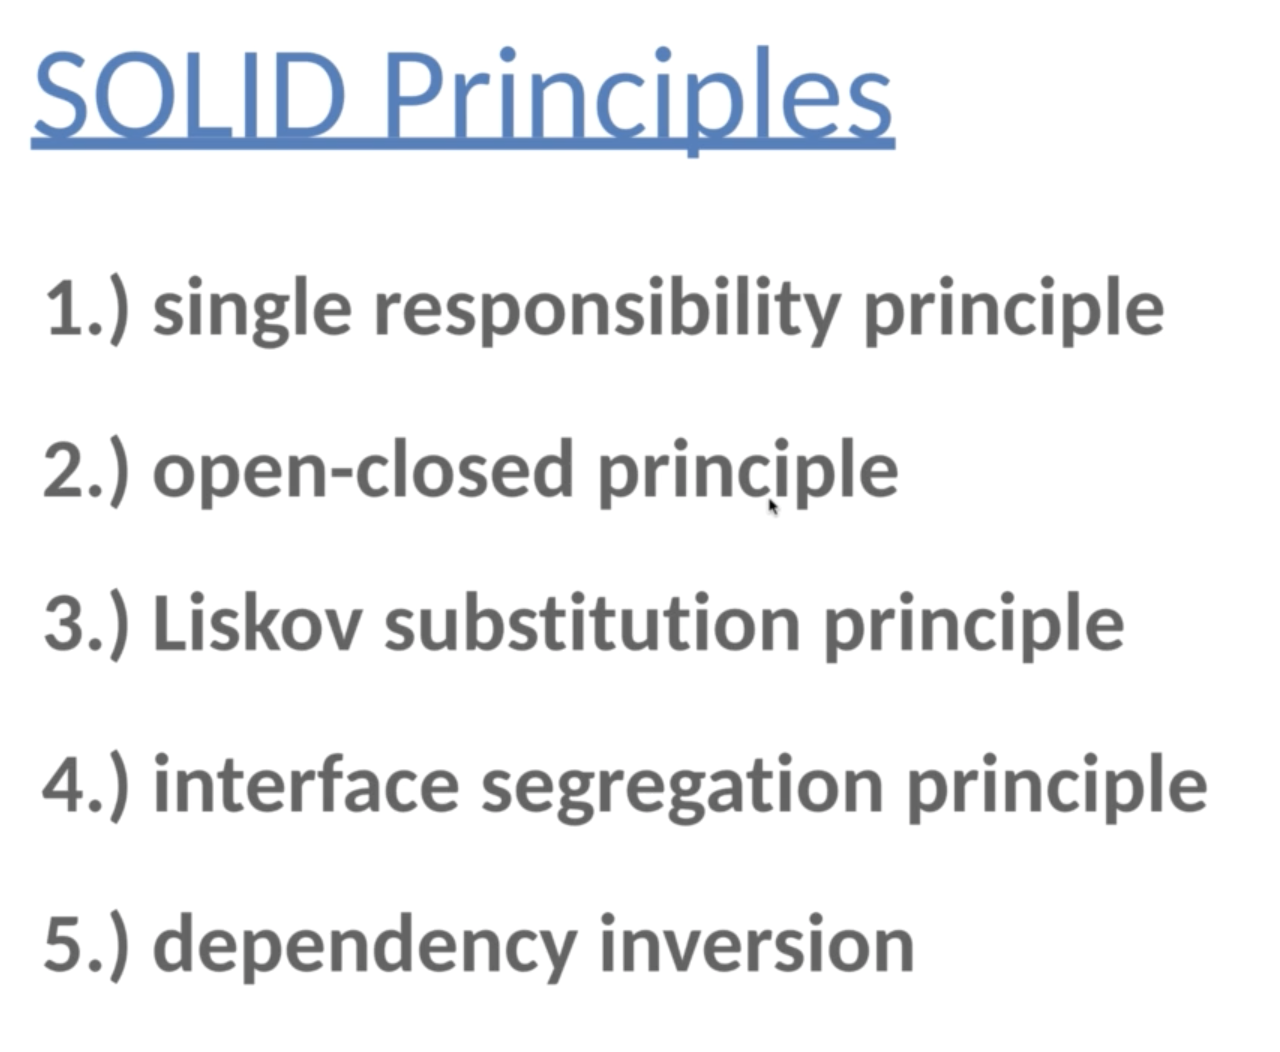 SOLID Principles
1.) single responsibility principle
2.) open-closed principle
3.) Liskov substitution principle
4.) interface segregation principle
5.) dependency inversion